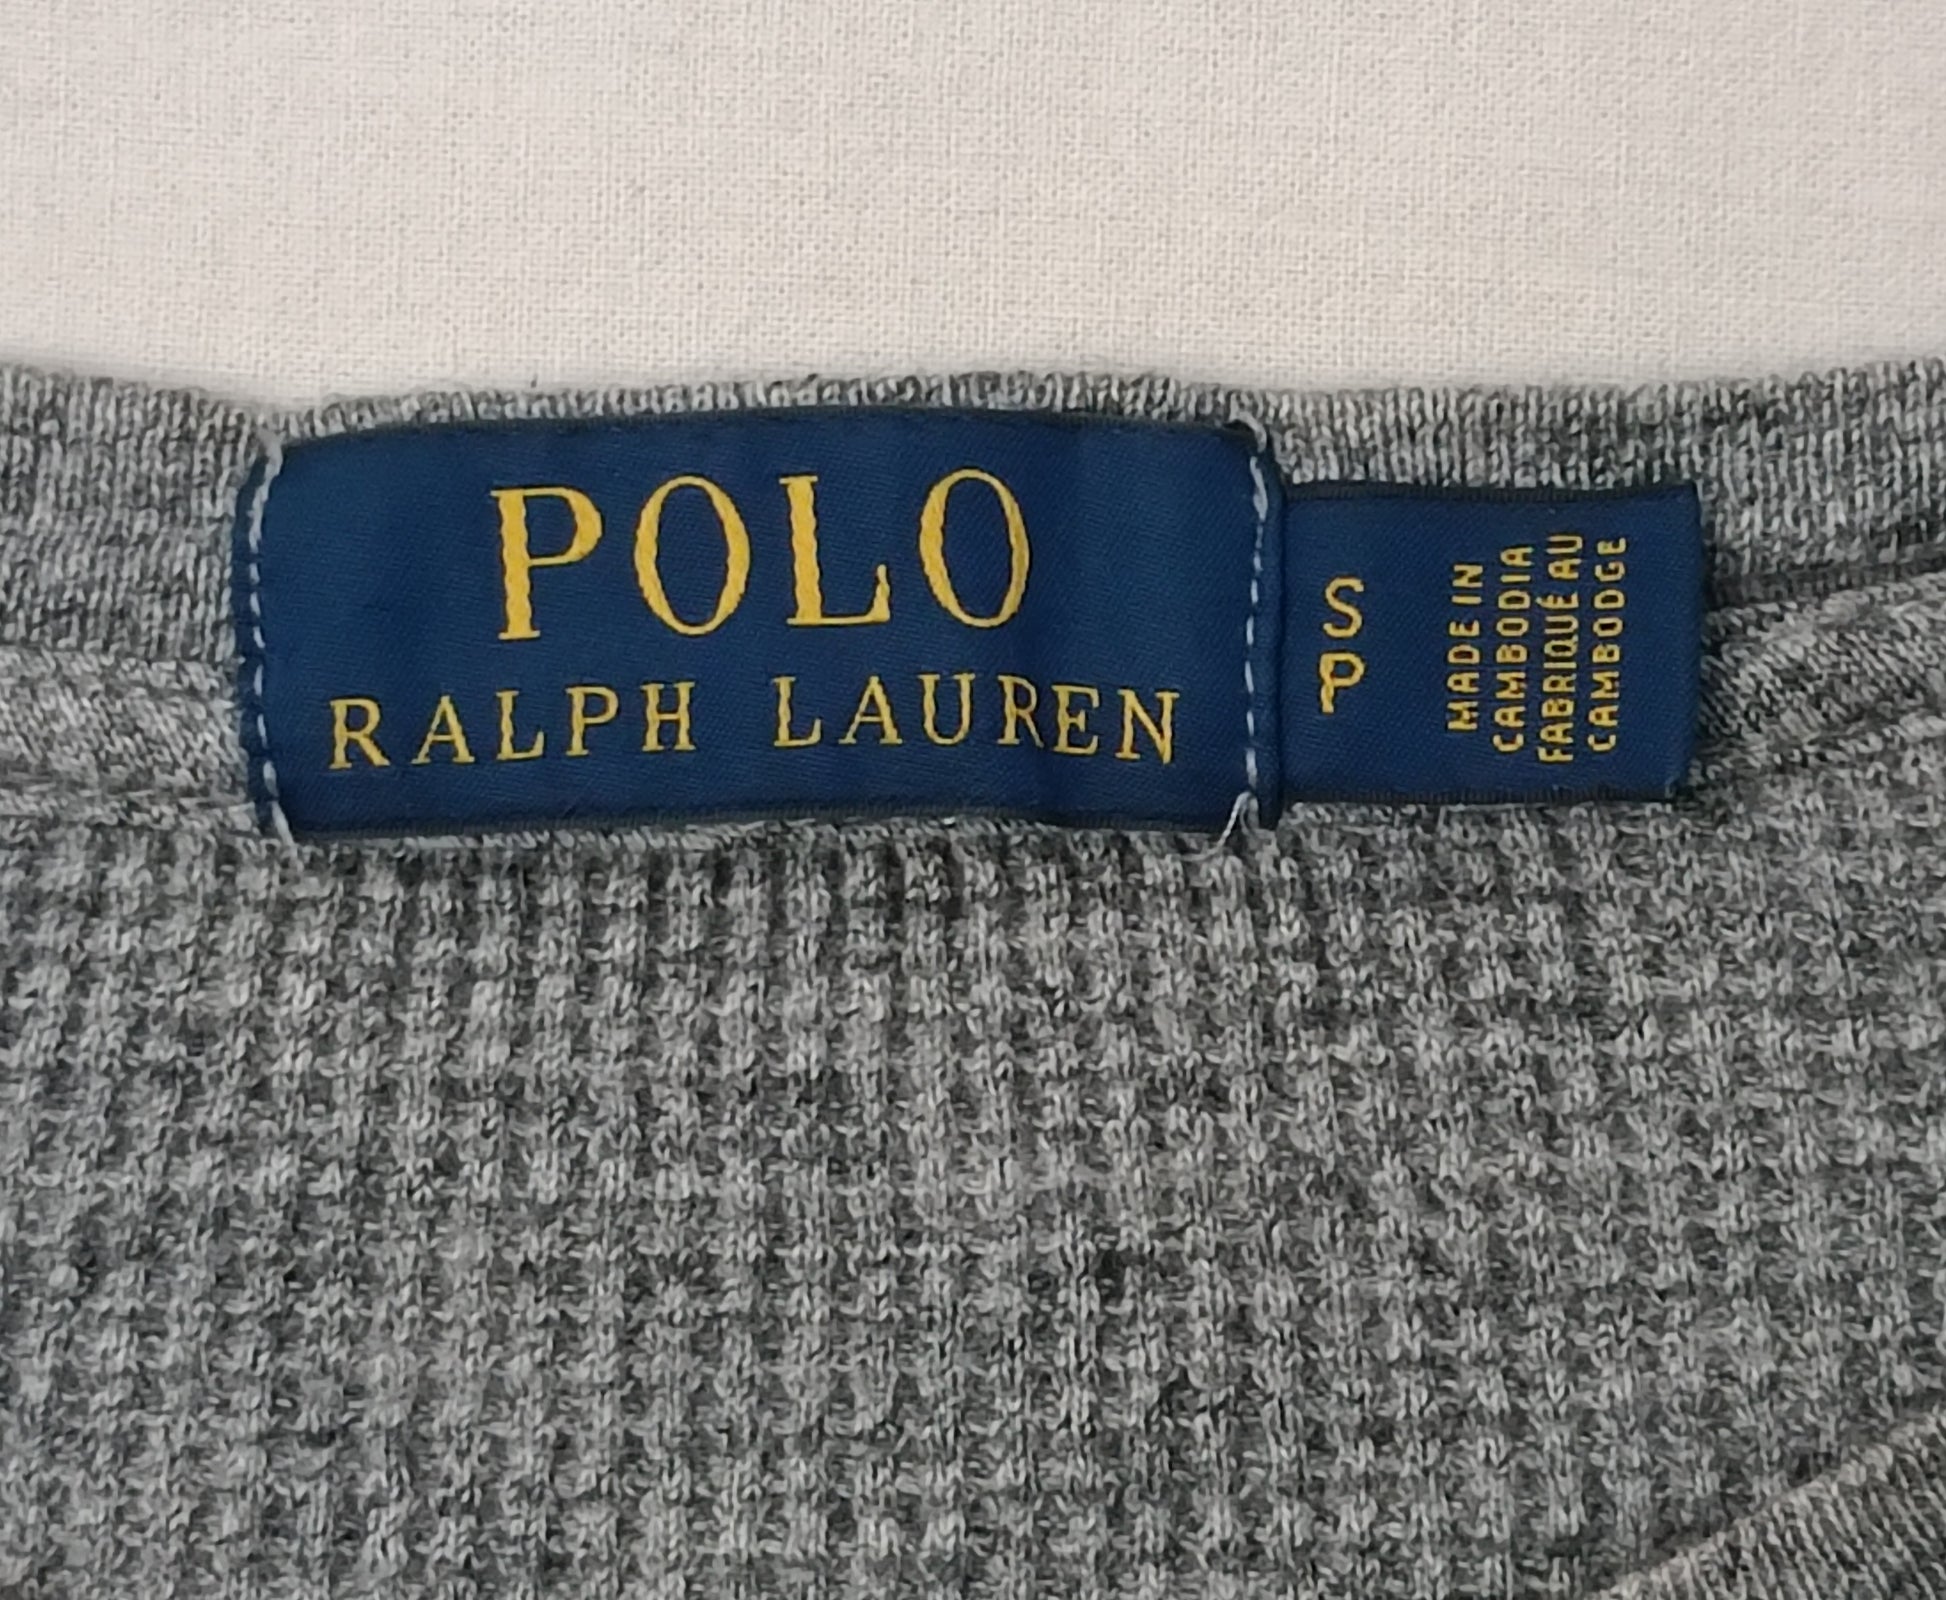 POLO
RALPH LAUREN
S
P
MADE IN
CAMBODIA
FABRIQUÉ AU
CAMBODGE